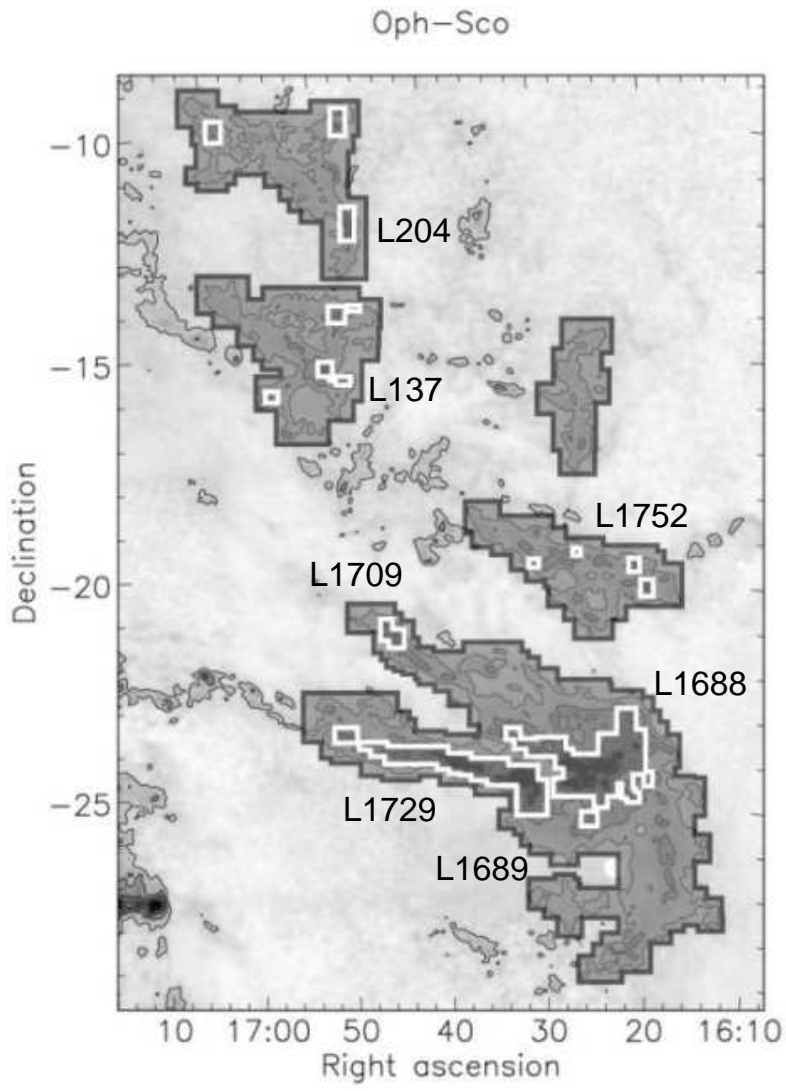 Oph-Sco
-10
L204
-15
L137
L1752
Declination
-20
L1709
L1688
-25
L1729
L1689
10 17:00 50 40 30 20 16:10
Right ascension